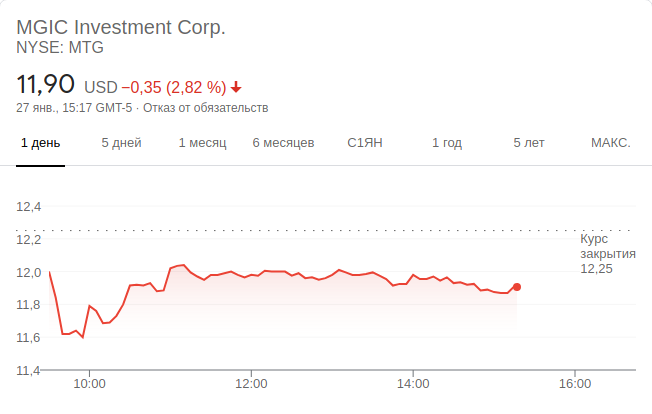 MGIC Investment Corp.
NYSE: MTG
11,90 USD −0,35 (2,82 %)
27 янв., 15:17 GMT-5 · Отказ от обязательств
1 день 5 дней 1 месяц 6 месяцев С1ЯН 1 год 5 лет МАКС.
12,4
12,2
Курс
закрытия
12,25
12,0
11,8
11,6
11,4
10:00 12:00 14:00 16:00